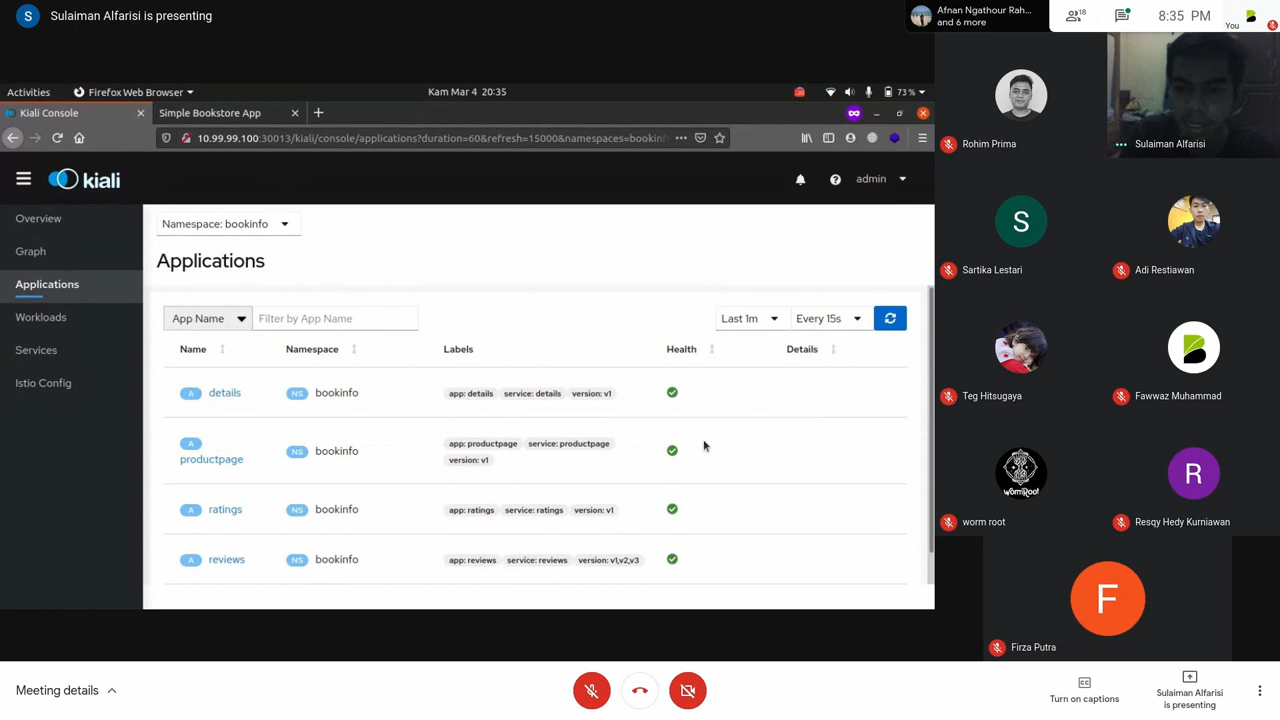 S Sulaiman Alfarisi is presenting
Afnan Ngathour Rah...
and 6 more
18
8:35 PM
You
Activities Firefox Web Browser Kam Mar 4 20:35 73%
Kiali Console
Simple Bookstore App
10.99.99.100:30013/kiali/console/applications?duration=60&refresh=15000&namespaces=bookinf
kiali
admin
Overview
Graph
Applications
Workloads
Services
Istio Config
Namespace: bookinfo
Applications
App Name Filter by App Name Last 1m Every 15s
Name Namespace Labels Health Details
A details NS bookinfo app: details service: details version: v1
A productpage NS bookinfo app: productpage service: productpage
version: v1
A ratings NS bookinfo app: ratings service: ratings version: v1
A reviews NS bookinfo app: reviews service: reviews version: v1,v2,v3
Rohim Prima
Sulaiman Alfarisi
S
Sartika Lestari
Adi Restiawan
Teg Hitsugaya
Fawwaz Muhammad
wormRoot
worm root
R
Resqy Hedy Kurniawan
F
Firza Putra
Meeting details
CC
Turn on captions
Sulaiman Alfarisi
is presenting